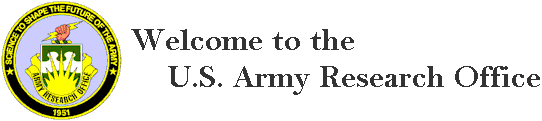 SCIENCE TO SHAPE THE FUTURE OF THE ARMY
ARMY RESEARCH OFFICE
1951
Welcome to the
U.S. Army Research Office